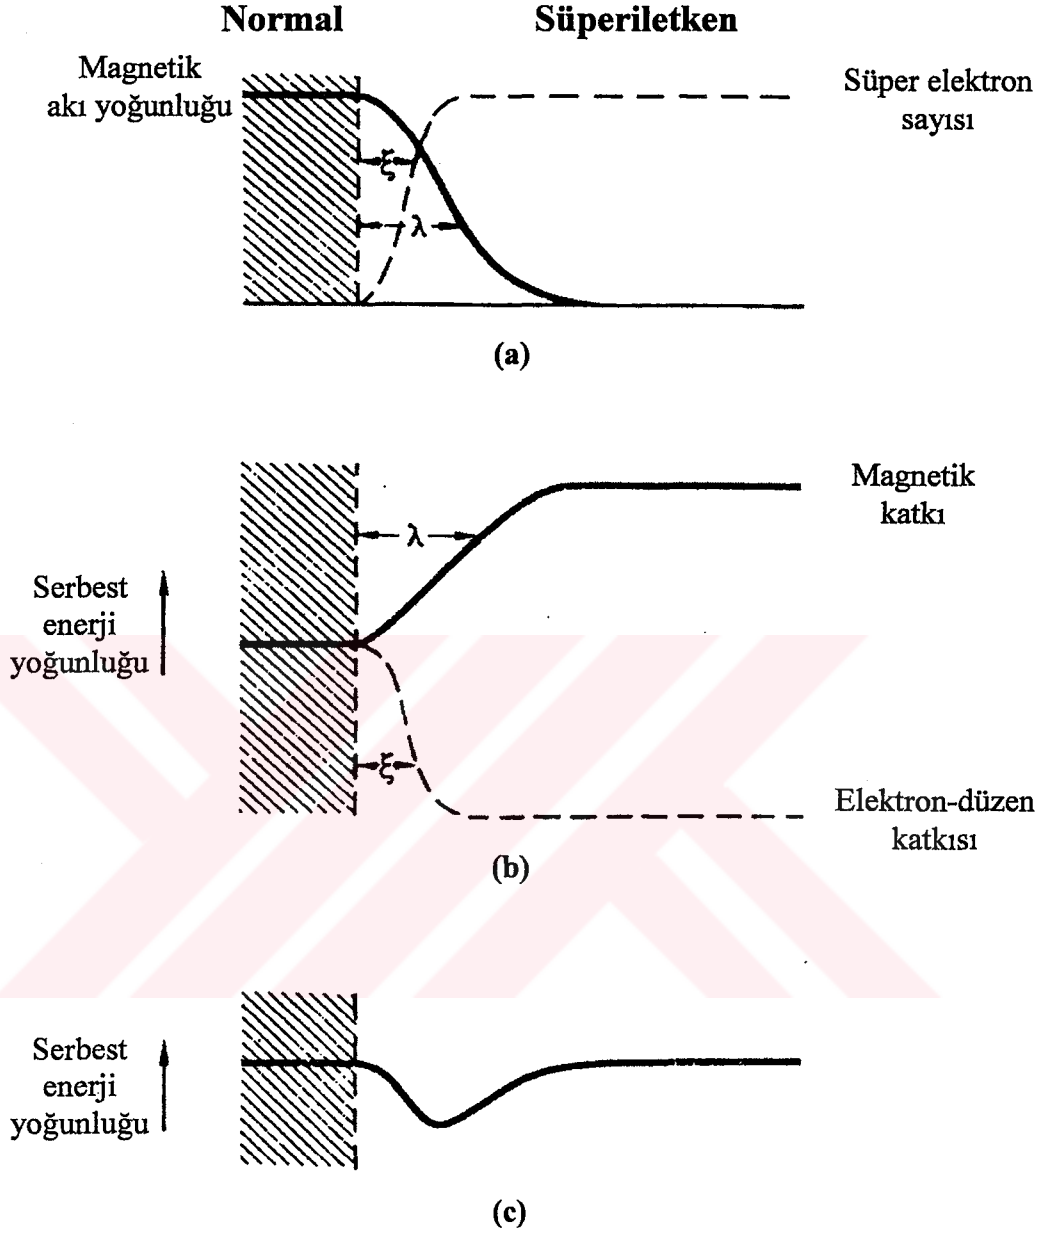 Normal
Süperiletken
Magnetik
akı yoğunluğu
Süper elektron
sayısı
ξ
λ
(a)
Magnetik
katkı
λ
Serbest
enerji
yoğunluğu
ξ
Elektron-düzen
katkısı
(b)
Serbest
enerji
yoğunluğu
(c)